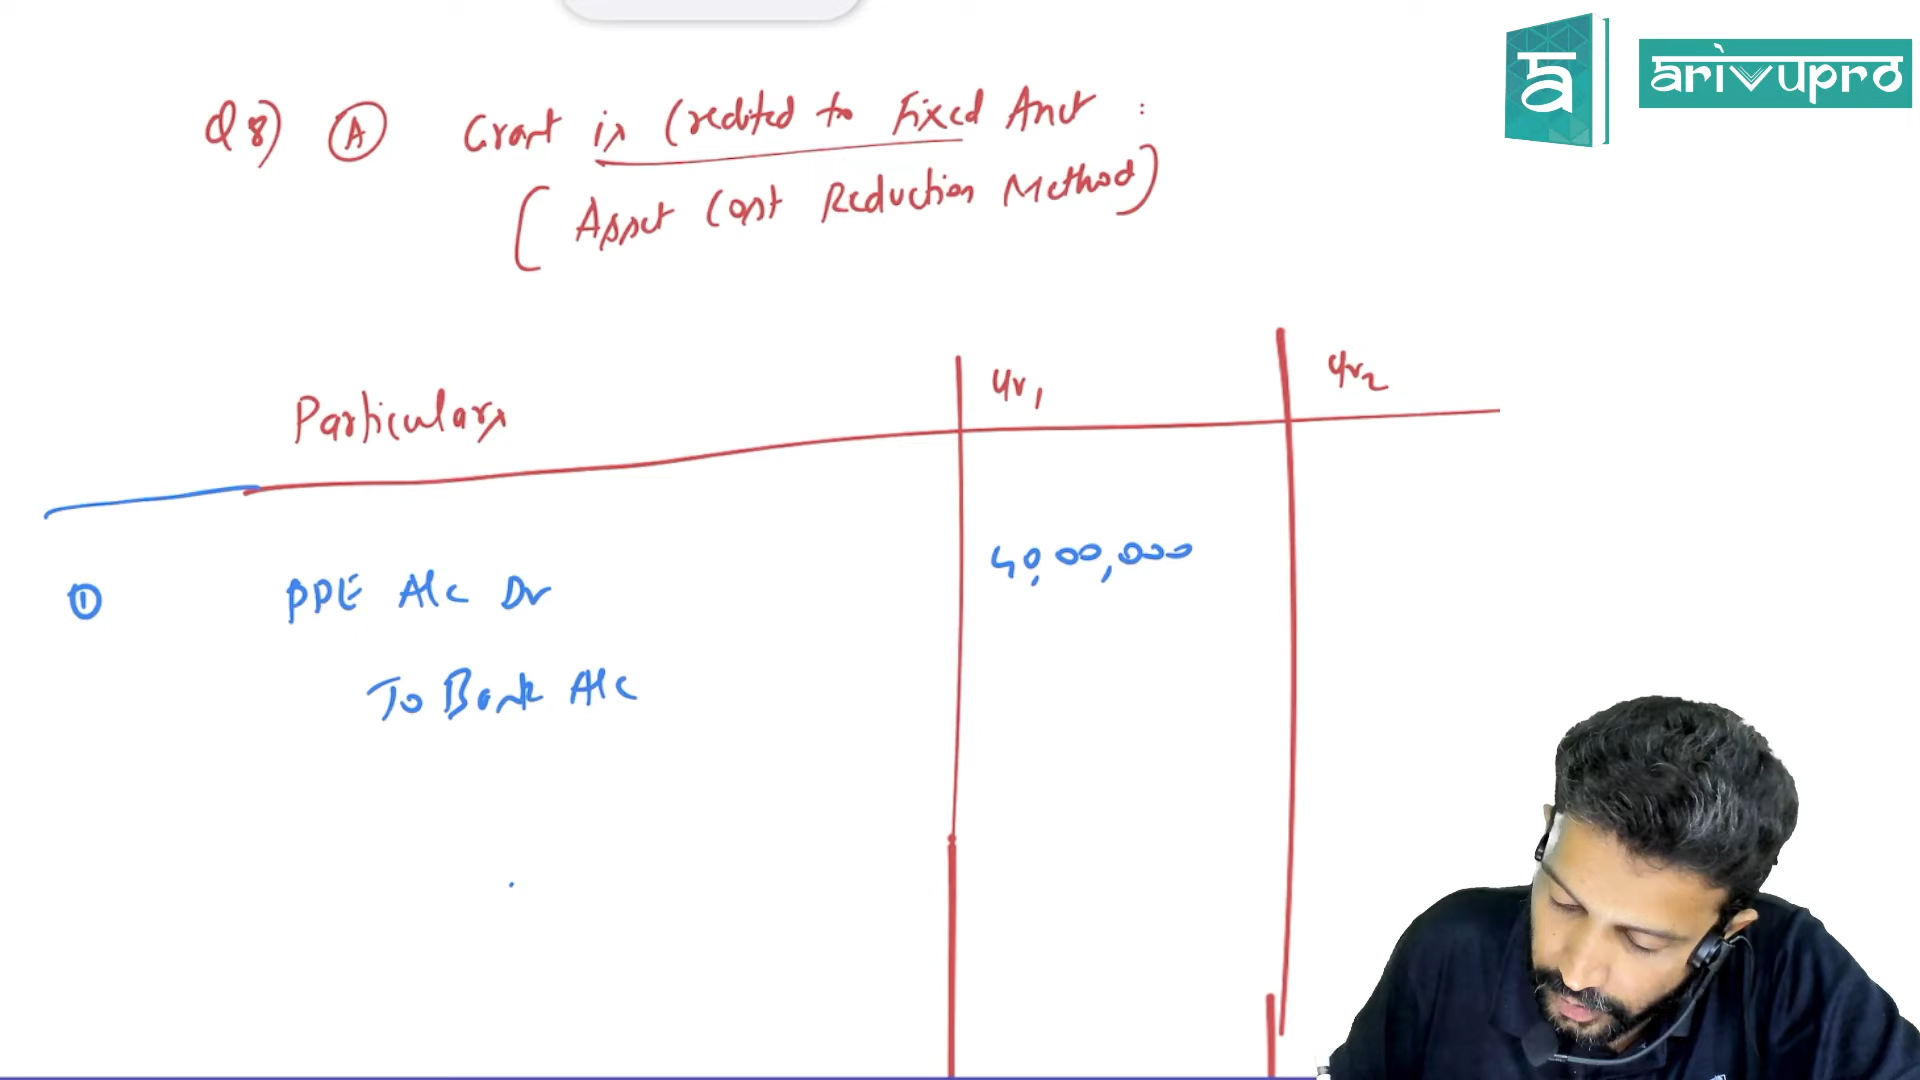 a arivupro
Q 8) A Grant is Credited to Fixed Asset :
( Asset Cost Reduction Method )
Particulars Yr1 Yr2
1 PPE A/c Dr 40,00,000
To Bank A/c